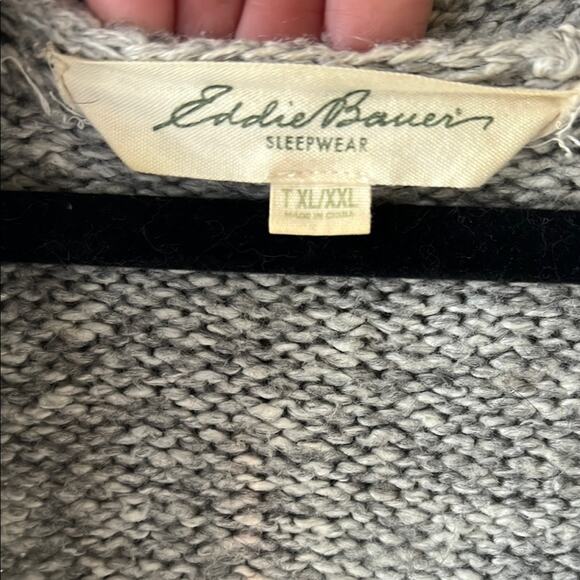 Eddie Bauer
SLEEPWEAR
T XL/XXL
MADE IN CHINA